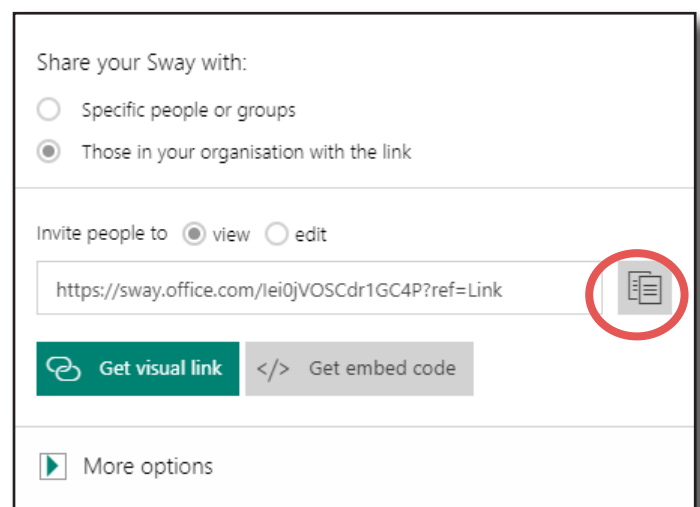 Share your Sway with:
Specific people or groups
Those in your organisation with the link
Invite people to view edit
https://sway.office.com/Iei0jVOSCdr1GC4P?ref=Link
Get visual link </> Get embed code
More options